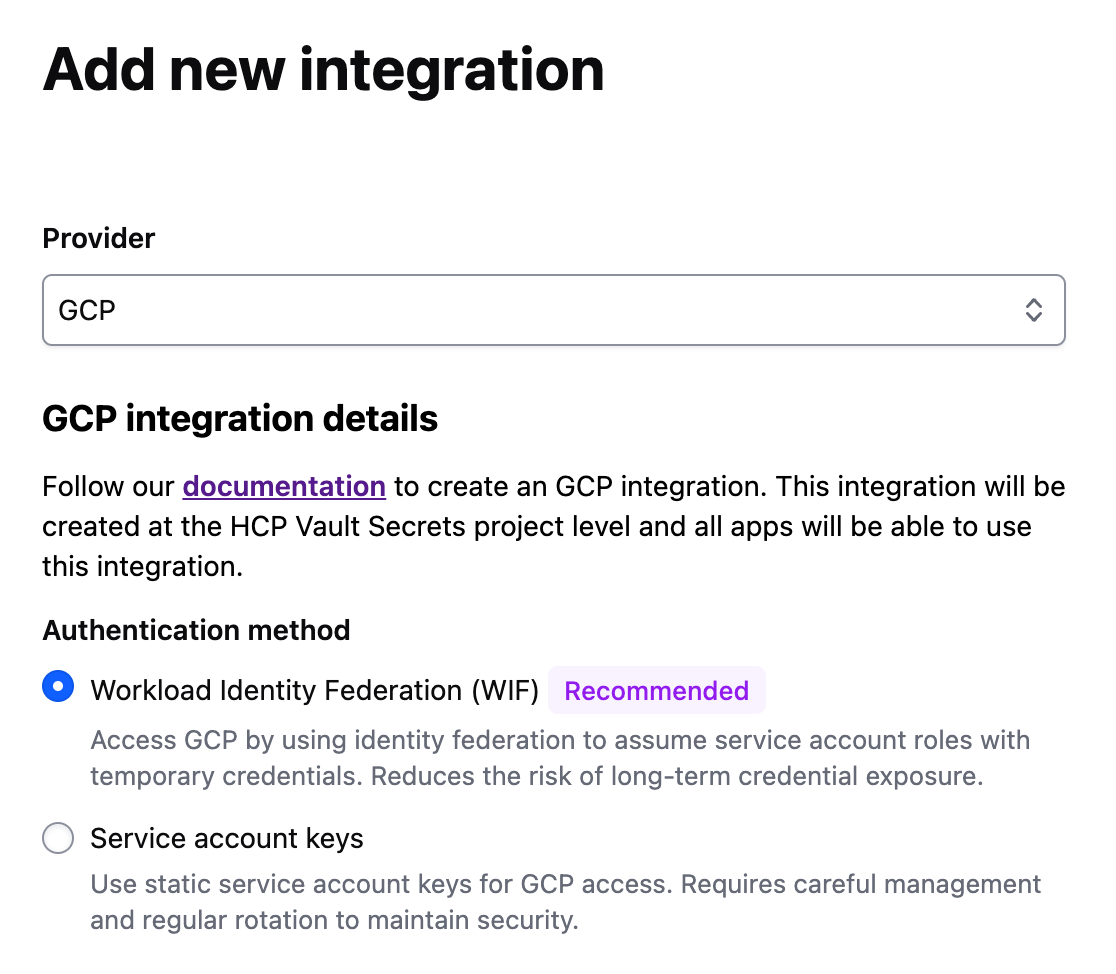 Add new integration
Provider
GCP
GCP integration details
Follow our documentation to create an GCP integration. This integration will be
created at the HCP Vault Secrets project level and all apps will be able to use
this integration.
Authentication method
Workload Identity Federation (WIF) Recommended
Access GCP by using identity federation to assume service account roles with
temporary credentials. Reduces the risk of long-term credential exposure.
Service account keys
Use static service account keys for GCP access. Requires careful management
and regular rotation to maintain security.